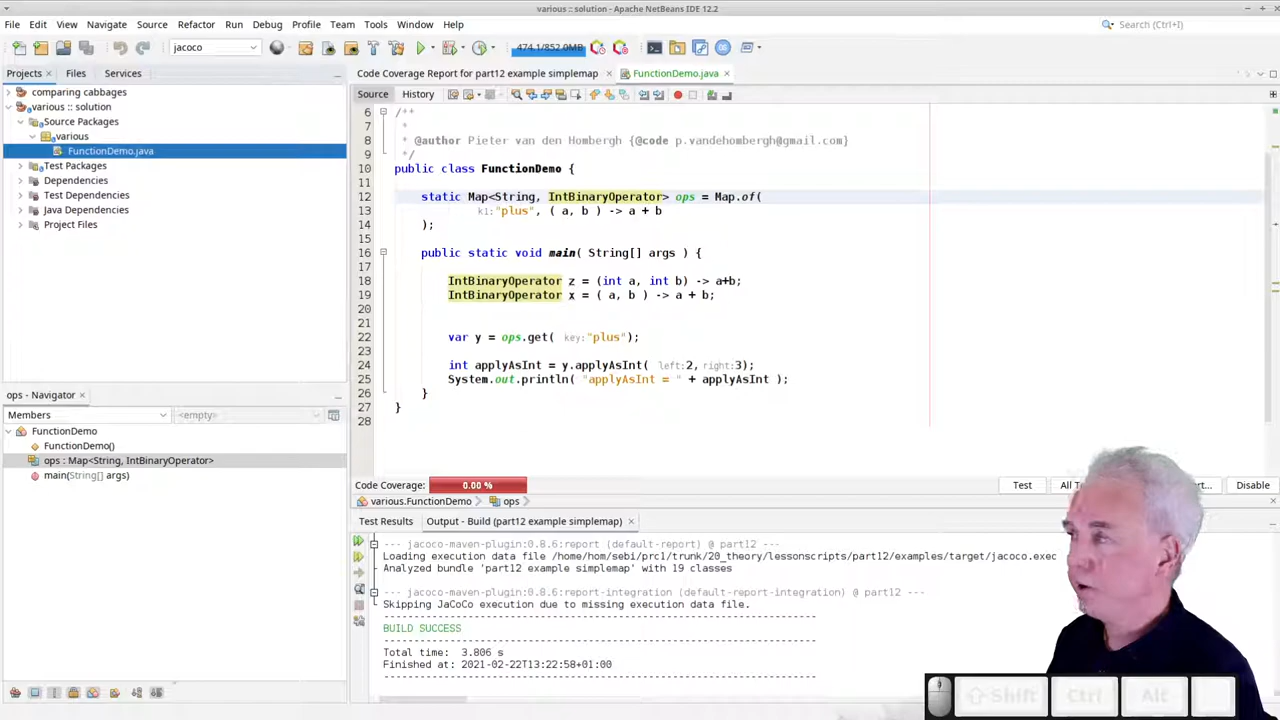 various :: solution - Apache NetBeans IDE 12.2
File Edit View Navigate Source Refactor Run Debug Profile Team Tools Window Help
Search (Ctrl+I)
jacoco
474.1/852.0MB
Projects Files Services
comparing cabbages
various :: solution
Source Packages
various
FunctionDemo.java
Test Packages
Dependencies
Test Dependencies
Java Dependencies
Project Files
Code Coverage Report for part12 example simplemap
FunctionDemo.java
Source History
6 /**
7 *
8 * @author Pieter van den Hombergh {@code p.vandehombergh@gmail.com}
9 */
10 public class FunctionDemo {
11
12 static Map<String, IntBinaryOperator> ops = Map.of(
13 k1:"plus", ( a, b ) -> a + b
14 );
15
16 public static void main( String[] args ) {
17
18 IntBinaryOperator z = (int a, int b) -> a+b;
19 IntBinaryOperator x = ( a, b ) -> a + b;
20
21
22 var y = ops.get( key:"plus");
23
24 int applyAsInt = y.applyAsInt( left:2, right:3);
25 System.out.println( "applyAsInt = " + applyAsInt );
26 }
27 }
28
ops - Navigator
Members
<empty>
FunctionDemo
FunctionDemo()
ops : Map<String, IntBinaryOperator>
main(String[] args)
Code Coverage: 0.00 %
Test
All
Disable
various.FunctionDemo
ops
Test Results
Output - Build (part12 example simplemap)
--- jacoco-maven-plugin:0.8.6:report (default-report) @ part12 ---
Loading execution data file /home/hom/sebi/prc1/trunk/20_theory/lessonscripts/part12/examples/target/jacoco.exec
Analyzed bundle 'part12 example simplemap' with 19 classes
--- jacoco-maven-plugin:0.8.6:report-integration (default-report-integration) @ part12 ---
Skipping JaCoCo execution due to missing execution data file.
------------------------------------------------------------------------
BUILD SUCCESS
------------------------------------------------------------------------
Total time: 3.806 s
Finished at: 2021-02-22T13:22:58+01:00
------------------------------------------------------------------------
Shift
Ctrl
Alt